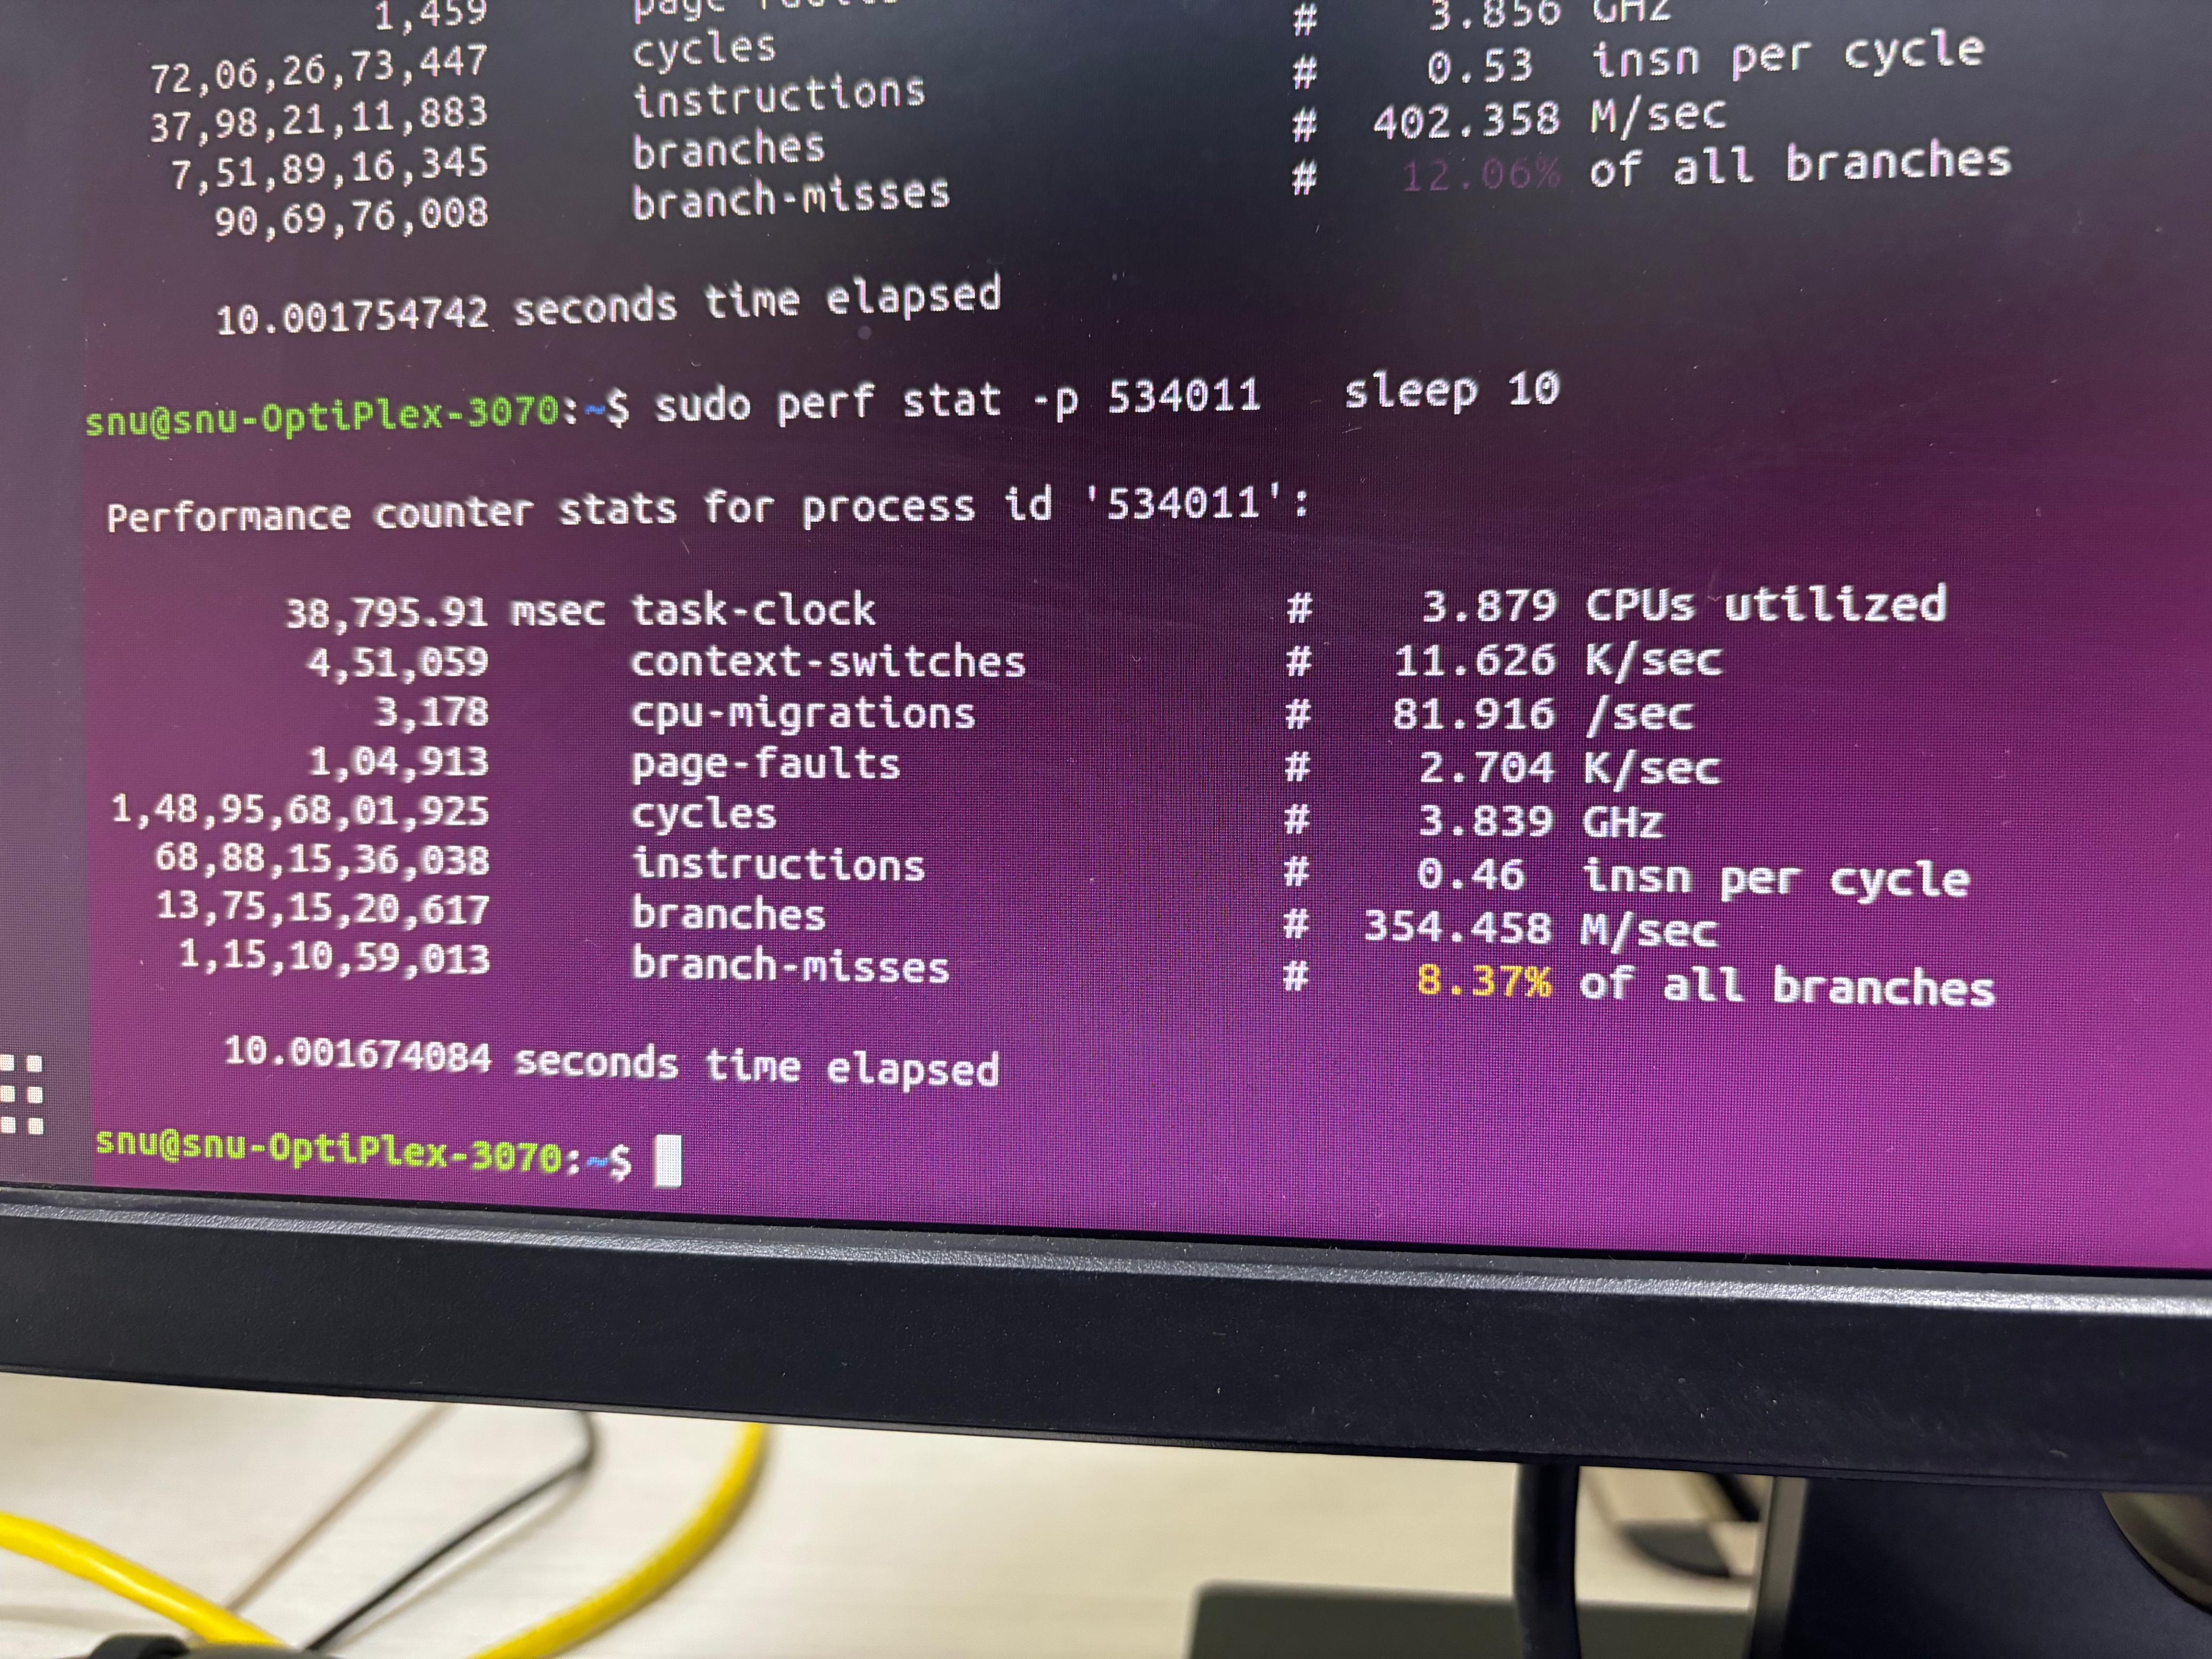 1,459 page-faults # 3.856 GHz
72,06,26,73,447 cycles # 0.53 insn per cycle
37,98,21,11,883 instructions # 402.358 M/sec
7,51,89,16,345 branches # 12.06% of all branches
90,69,76,008 branch-misses
10.001754742 seconds time elapsed
snu@snu-OptiPlex-3070:~$ sudo perf stat -p 534011 sleep 10
Performance counter stats for process id '534011':
38,795.91 msec task-clock # 3.879 CPUs utilized
4,51,059 context-switches # 11.626 K/sec
3,178 cpu-migrations # 81.916 /sec
1,04,913 page-faults # 2.704 K/sec
1,48,95,68,01,925 cycles # 3.839 GHz
68,88,15,36,038 instructions # 0.46 insn per cycle
13,75,15,20,617 branches # 354.458 M/sec
1,15,10,59,013 branch-misses # 8.37% of all branches
10.001674084 seconds time elapsed
snu@snu-OptiPlex-3070:~$